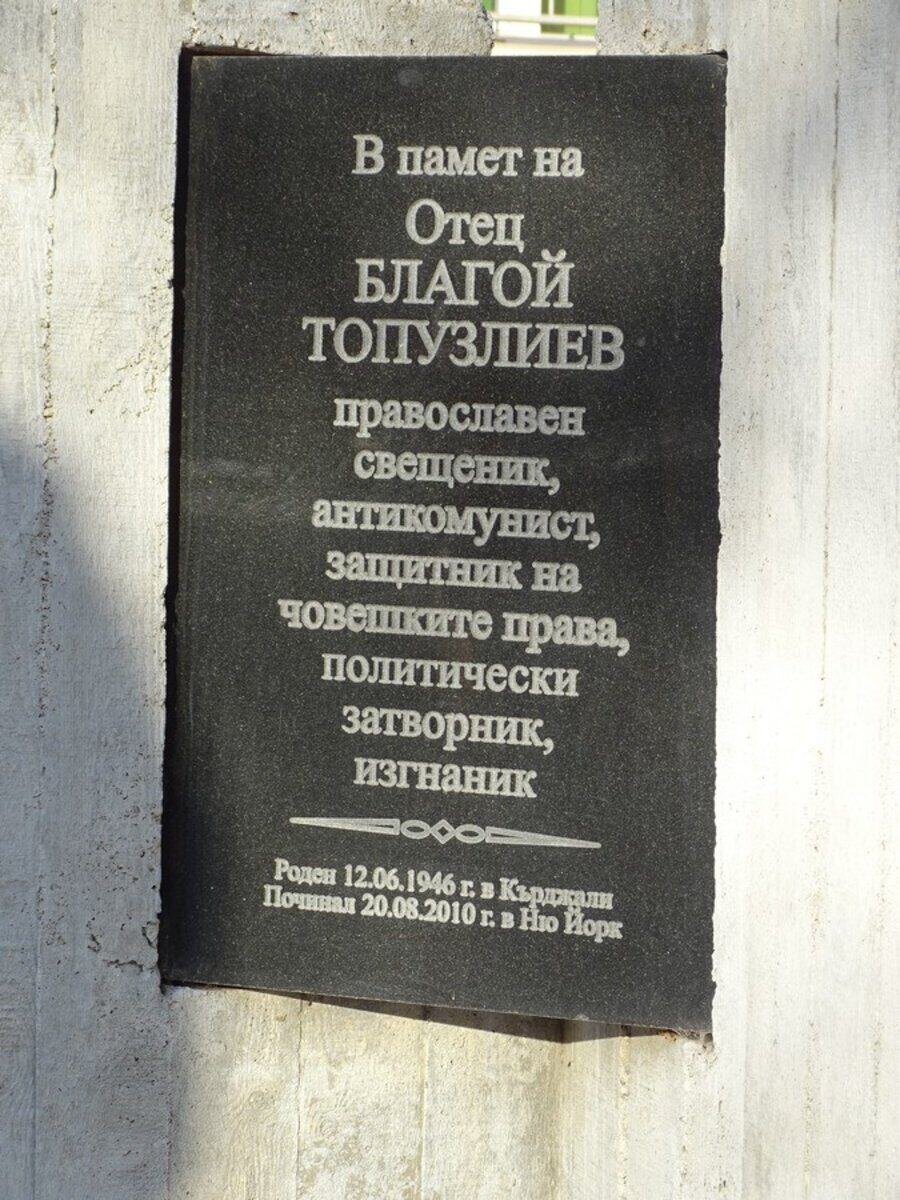 В памет на
Отец
БЛАГОЙ
ТОПУЗЛИЕВ
православен
свещеник,
антикомунист,
защитник на
човешките права,
политически
затворник,
изгнаник
Роден 12.06.1946 г. в Кърджали
Починал 20.08.2010 г. в Ню Йорк